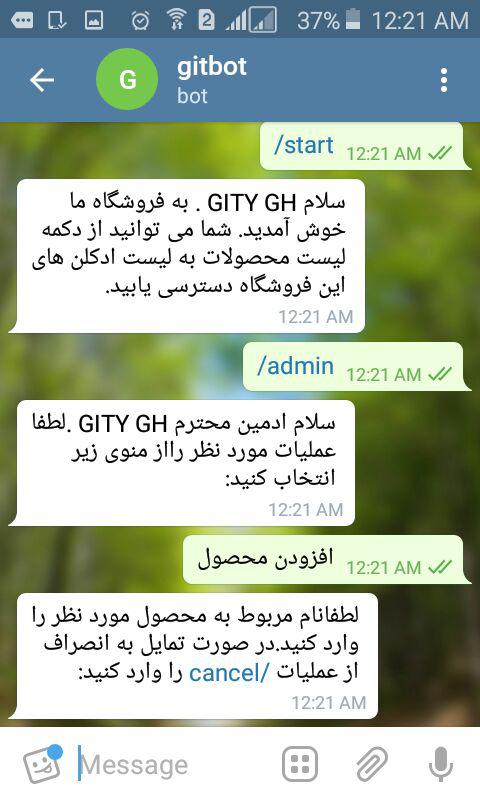 37% 12:21 AM
G
gitbot
bot
/start 12:21 AM
سلام GITY GH . به فروشگاه ما
خوش آمدید. شما می توانید از دکمه
لیست محصولات به لیست ادکلن های
این فروشگاه دسترسی یابید.
12:21 AM
/admin 12:21 AM
سلام ادمین محترم GITY GH .لطفا
عملیات مورد نظر رااز منوی زیر
انتخاب کنید:
12:21 AM
افزودن محصول 12:21 AM
لطفانام مربوط به محصول مورد نظر را
وارد کنید.در صورت تمایل به انصراف
از عملیات /cancel را وارد کنید:
12:21 AM
Message